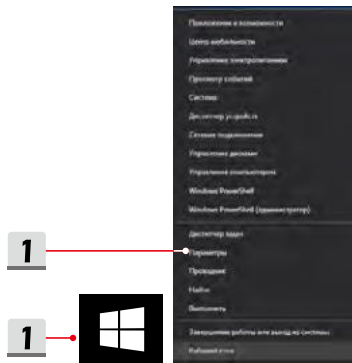 Приложения и возможности
Центр мобильности
Управление электропитанием
Просмотр событий
Система
Диспетчер устройств
Сетевые подключения
Управление дисками
Управление компьютером
Windows PowerShell
Windows PowerShell (администратор)
Диспетчер задач
1
Параметры
Проводник
Найти
Выполнить
1
Завершение работы или выход из системы
Рабочий стол